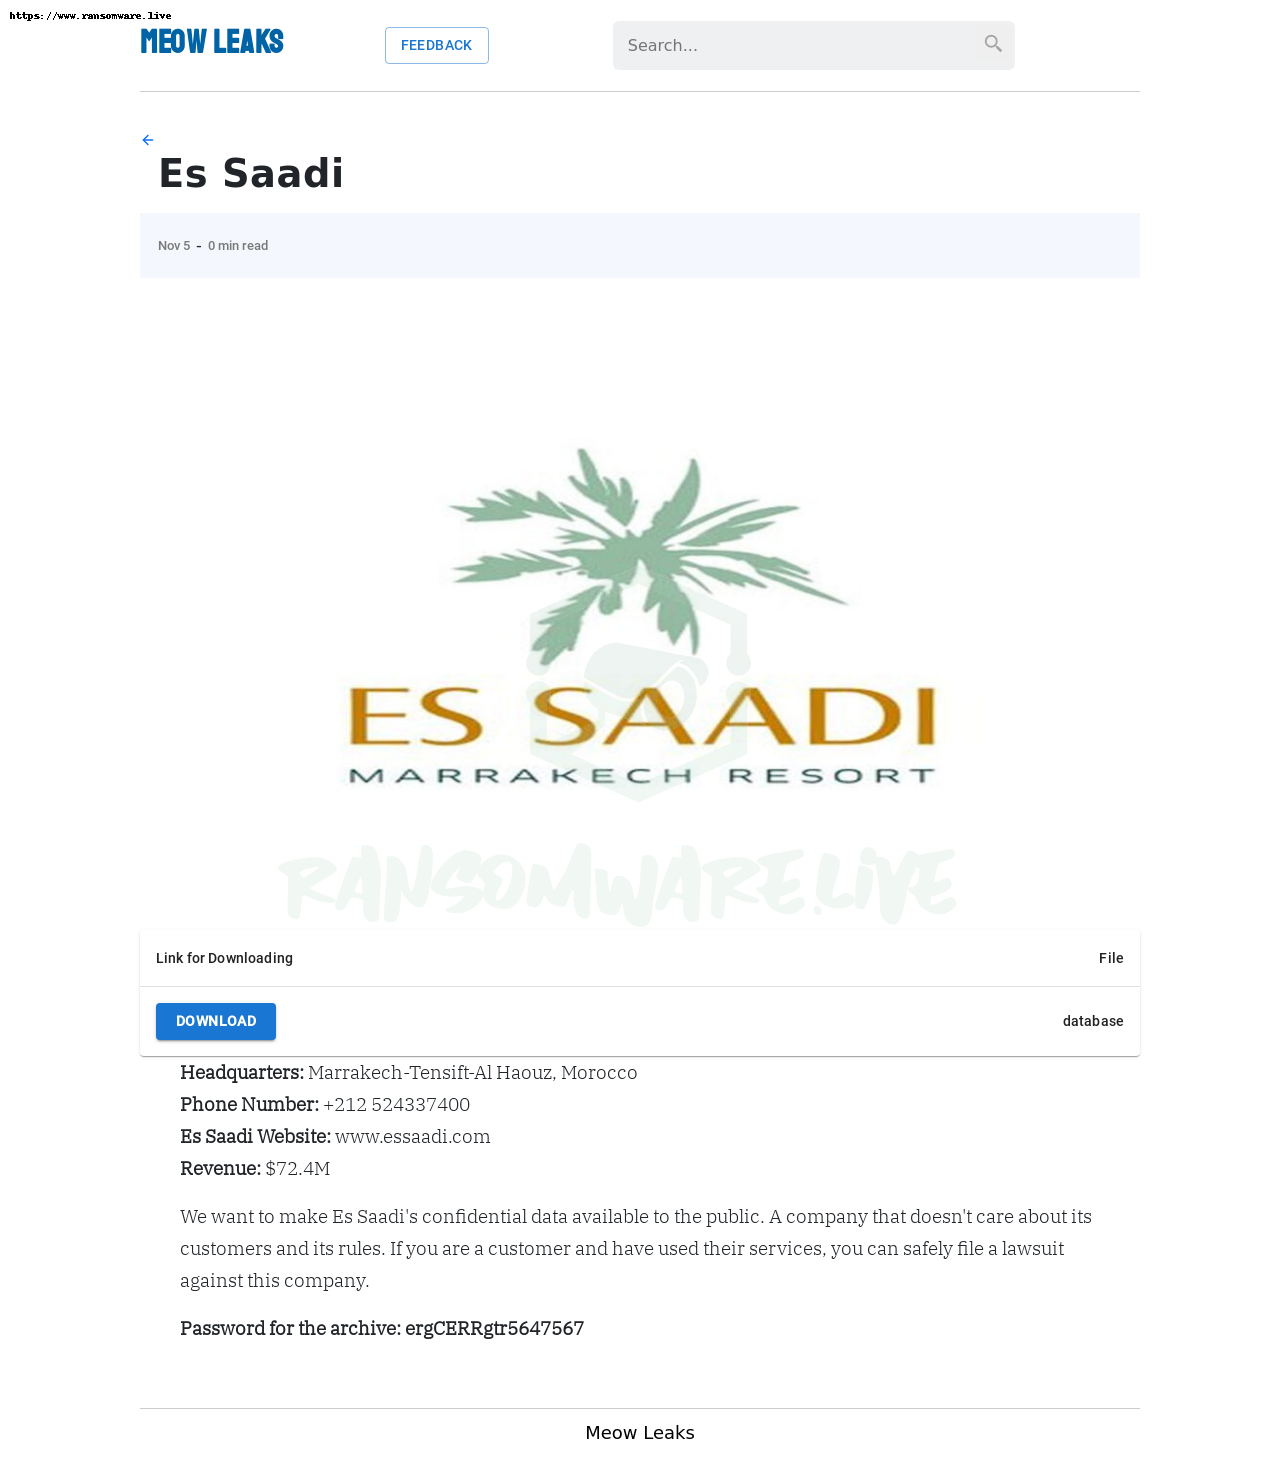 https://www.ransomware.live
MEOW LEAKS
FEEDBACK
Search...
Es Saadi
Nov 5 - 0 min read
ES SAADI
MARRAKECH RESORT
RANSOMWARE.LIVE
Link for Downloading File
DOWNLOAD database
Headquarters: Marrakech-Tensift-Al Haouz, Morocco
Phone Number: +212 524337400
Es Saadi Website: www.essaadi.com
Revenue: $72.4M
We want to make Es Saadi's confidential data available to the public. A company that doesn't care about its
customers and its rules. If you are a customer and have used their services, you can safely file a lawsuit
against this company.
Password for the archive: ergCERRgtr5647567
Meow Leaks